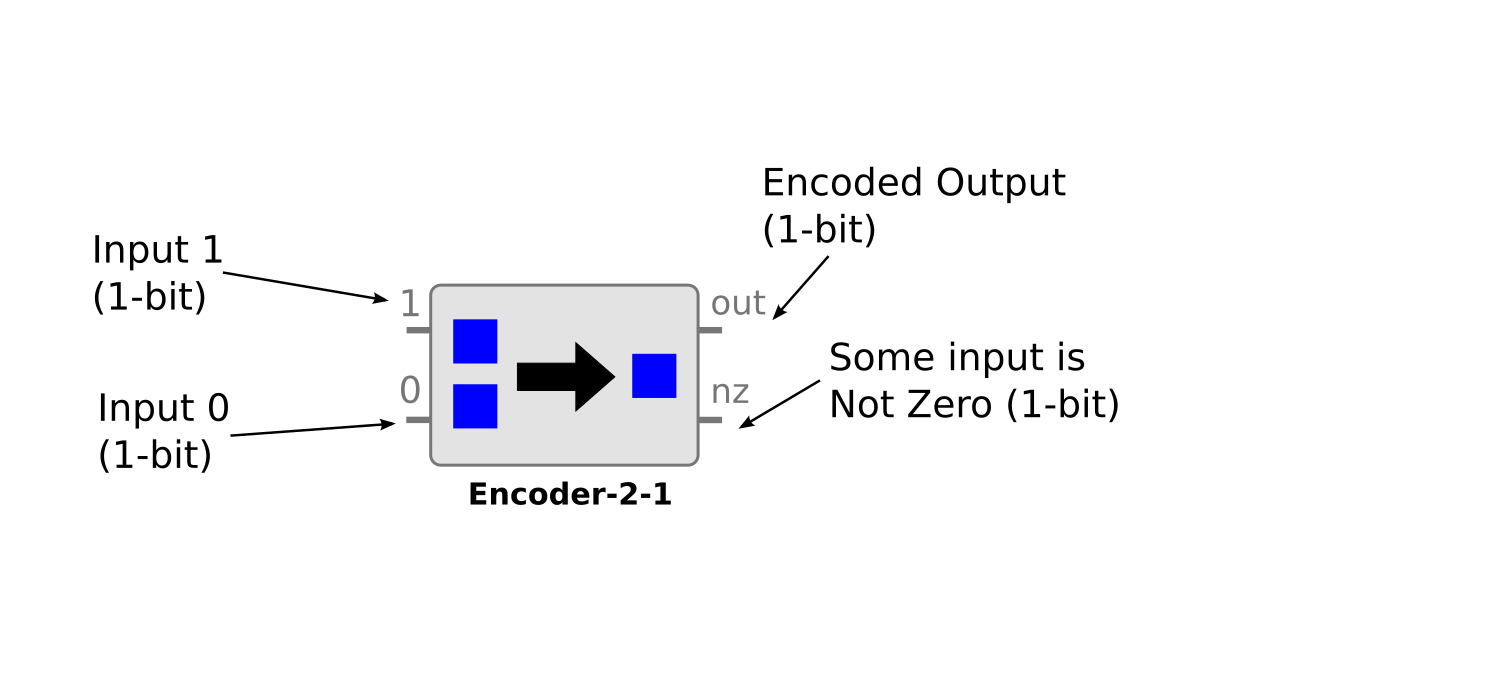 Encoded Output
(1-bit)
Input 1
(1-bit)
1
out
0
nz
Some input is
Not Zero (1-bit)
Input 0
(1-bit)
Encoder-2-1